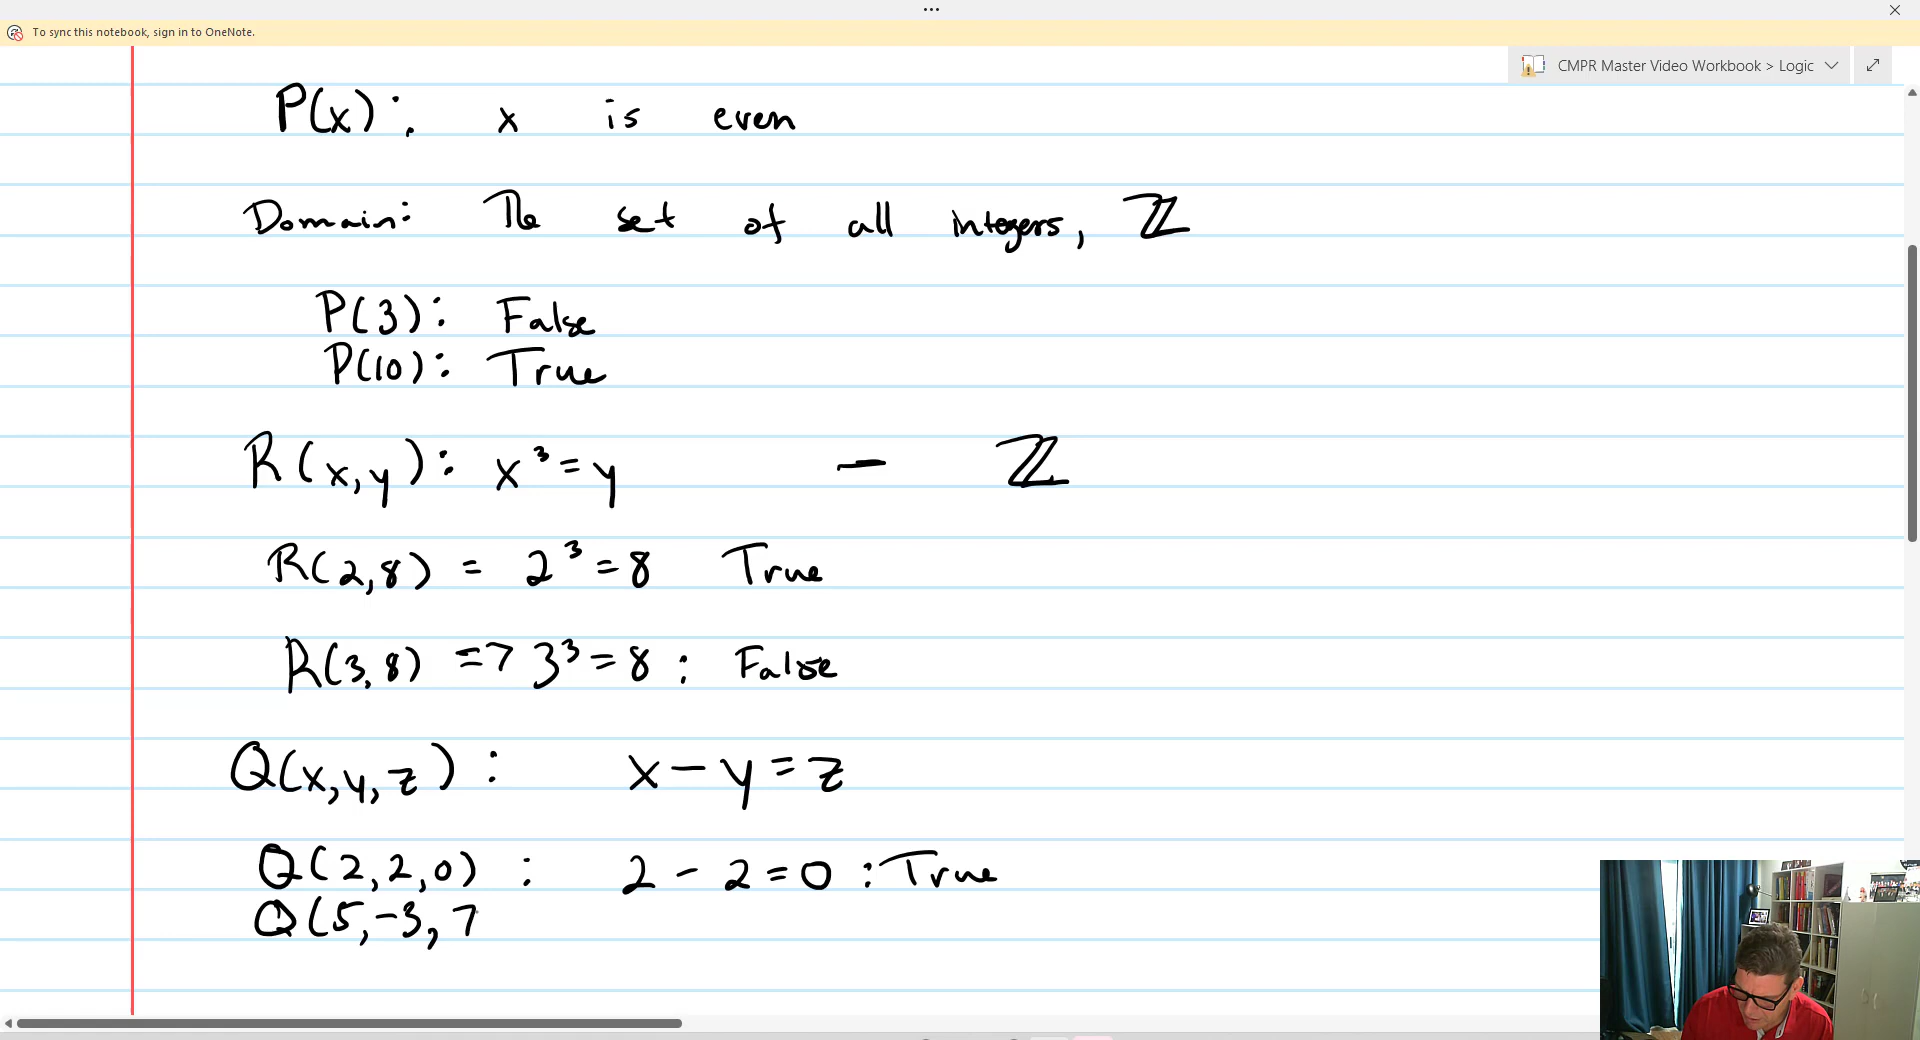 To sync this notebook, sign in to OneNote.
CMPR Master Video Workbook > Logic
P(x): x is even
Domain: The set of all integers, ℤ
P(3): False
P(10): True
R(x,y): x³=y — ℤ
R(2,8) = 2³=8 True
R(3,8) => 3³=8 : False
Q(x,y,z) : x-y=z
Q(2,2,0) : 2-2=0 : True
Q(5,-3,7